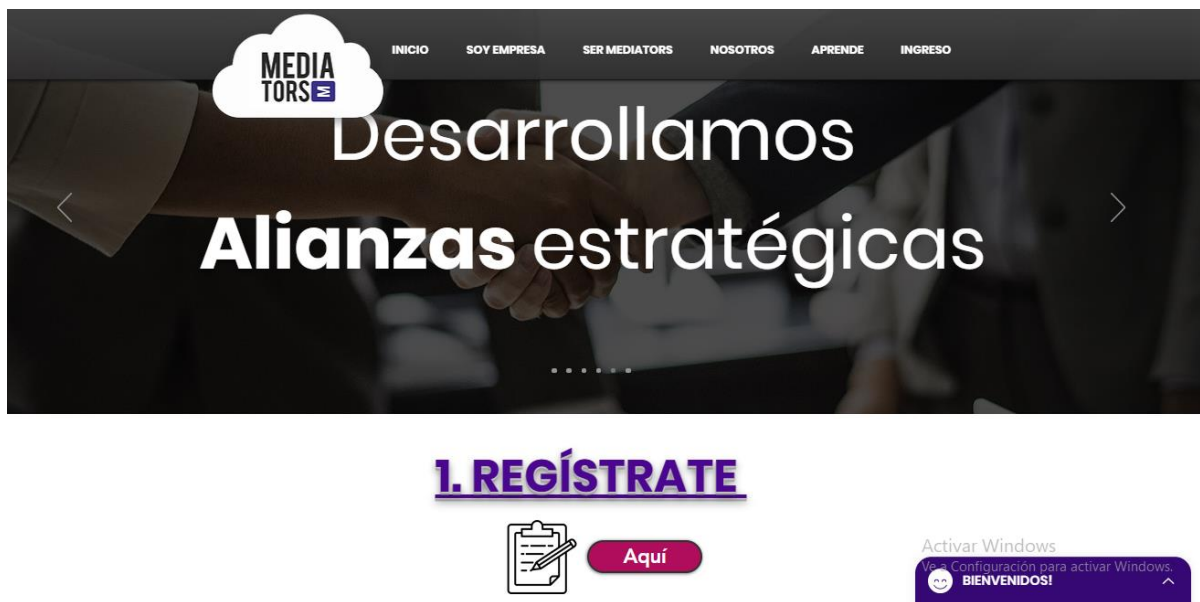 MEDIA
TORS M
INICIO SOY EMPRESA SER MEDIATORS NOSOTROS APRENDE INGRESO
Desarrollamos
Alianzas estratégicas
1. REGÍSTRATE
Aquí
Activar Windows
Ve a Configuración para activar Windows.
BIENVENIDOS!